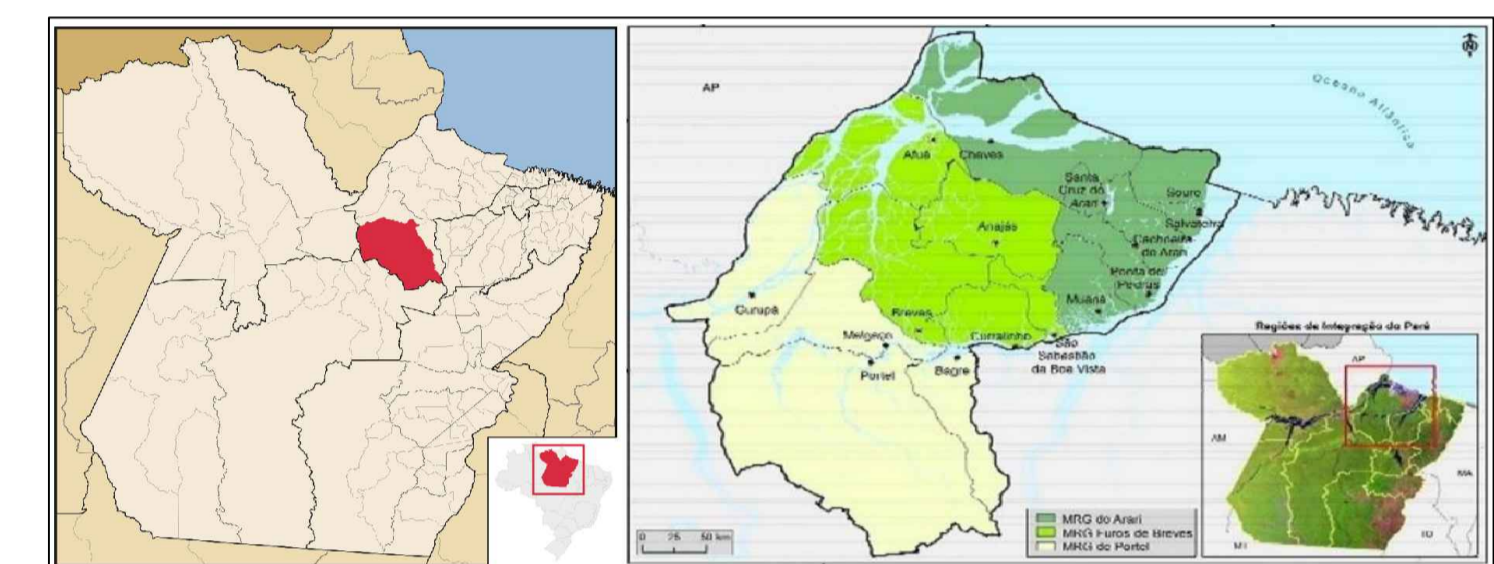 AP
N
Oceano Atlântico
Afuá
Chaves
Santa
Cruz do
Arari
Soure
Salvaterra
Anajás
Cachoeira
do Arari
Ponta de
Pedras
Muaná
Gurupá
Breves
Melgaço
Curralinho
São
Sebastião
da Boa Vista
Portel
Bagre
Regiões de Integração do Pará
AP
AM
MA
TO
MT
0 25 50 km
MRG do Arari
MRG Furos de Breves
MRG de Portel